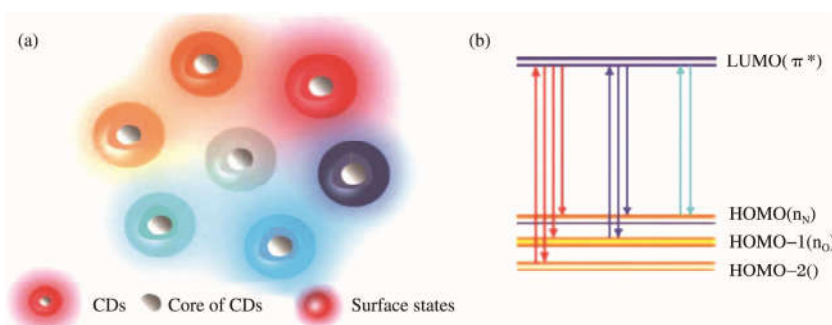 (a)
CDs
Core of CDs
Surface states
(b)
LUMO(π*)
HOMO(n_N)
HOMO-1(n_O)
HOMO-2()